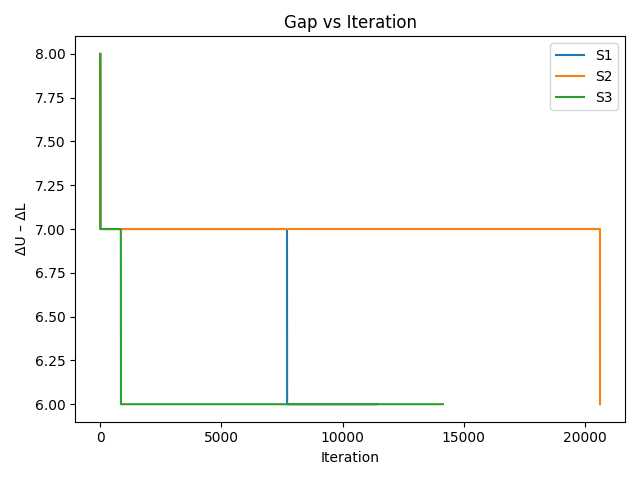 Gap vs Iteration
S1
S2
S3
8.00
7.75
7.50
7.25
7.00
6.75
6.50
6.25
6.00
ΔU – ΔL
0
5000
10000
15000
20000
Iteration